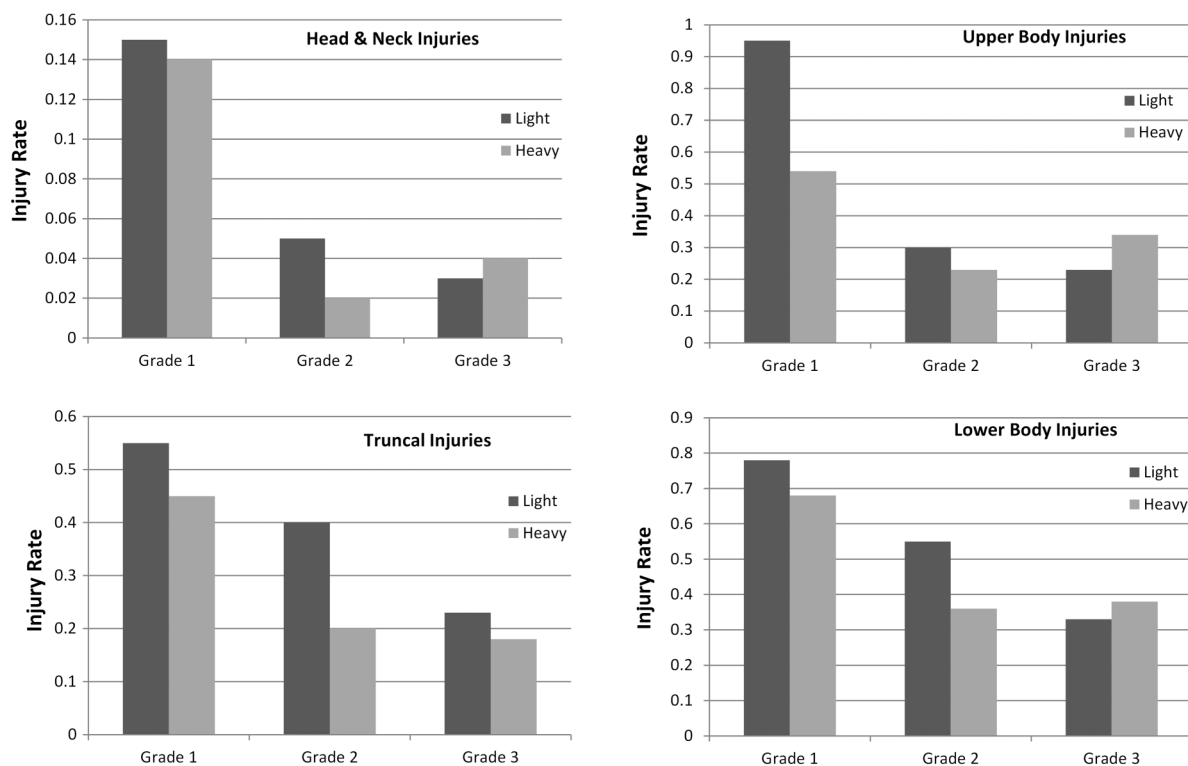 Head & Neck Injuries
Injury Rate
0.16
0.14
0.12
0.1
0.08
0.06
0.04
0.02
0
Light
Heavy
Grade 1 Grade 2 Grade 3
Upper Body Injuries
Injury Rate
1
0.9
0.8
0.7
0.6
0.5
0.4
0.3
0.2
0.1
0
Light
Heavy
Grade 1 Grade 2 Grade 3
Truncal Injuries
Injury Rate
0.6
0.5
0.4
0.3
0.2
0.1
0
Light
Heavy
Grade 1 Grade 2 Grade 3
Lower Body Injuries
Injury Rate
0.9
0.8
0.7
0.6
0.5
0.4
0.3
0.2
0.1
0
Light
Heavy
Grade 1 Grade 2 Grade 3